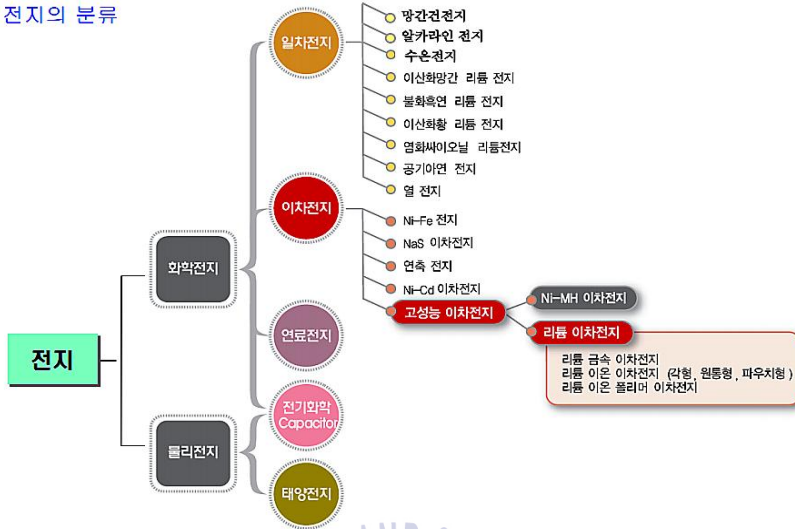 전지의 분류
전지
화학전지
물리전지
일차전지
망간건전지
알카라인 전지
수은전지
이산화망간 리튬 전지
불화흑연 리튬 전지
이산화황 리튬 전지
염화싸이오닐 리튬전지
공기아연 전지
열 전지
이차전지
Ni-Fe 전지
NaS 이차전지
연축 전지
Ni-Cd 이차전지
고성능 이차전지
Ni-MH 이차전지
리튬 이차전지
리튬 금속 이차전지
리튬 이온 이차전지 (각형, 원통형, 파우치형)
리튬 이온 폴리머 이차전지
연료전지
전기화학
Capacitor
태양전지